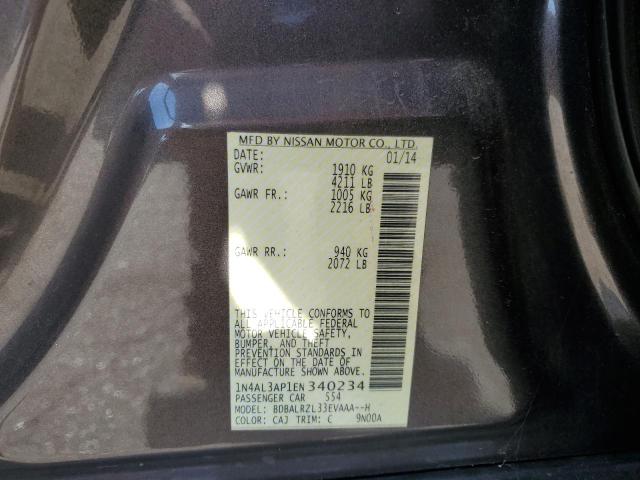 MFD BY NISSAN MOTOR CO., LTD.
DATE: 01/14
GVWR: 1910 KG
4211 LB
GAWR FR.: 1005 KG
2216 LB
GAWR RR.: 940 KG
2072 LB
THIS VEHICLE CONFORMS TO
ALL APPLICABLE FEDERAL
MOTOR VEHICLE SAFETY,
BUMPER, AND THEFT
PREVENTION STANDARDS IN
EFFECT ON THE DATE OF
MANUFACTURE SHOWN ABOVE.
1N4AL3AP1EN340234
PASSENGER CAR 554
MODEL: BDBALRZL33EVAAA--H
COLOR: CAJ TRIM: C 9N00A